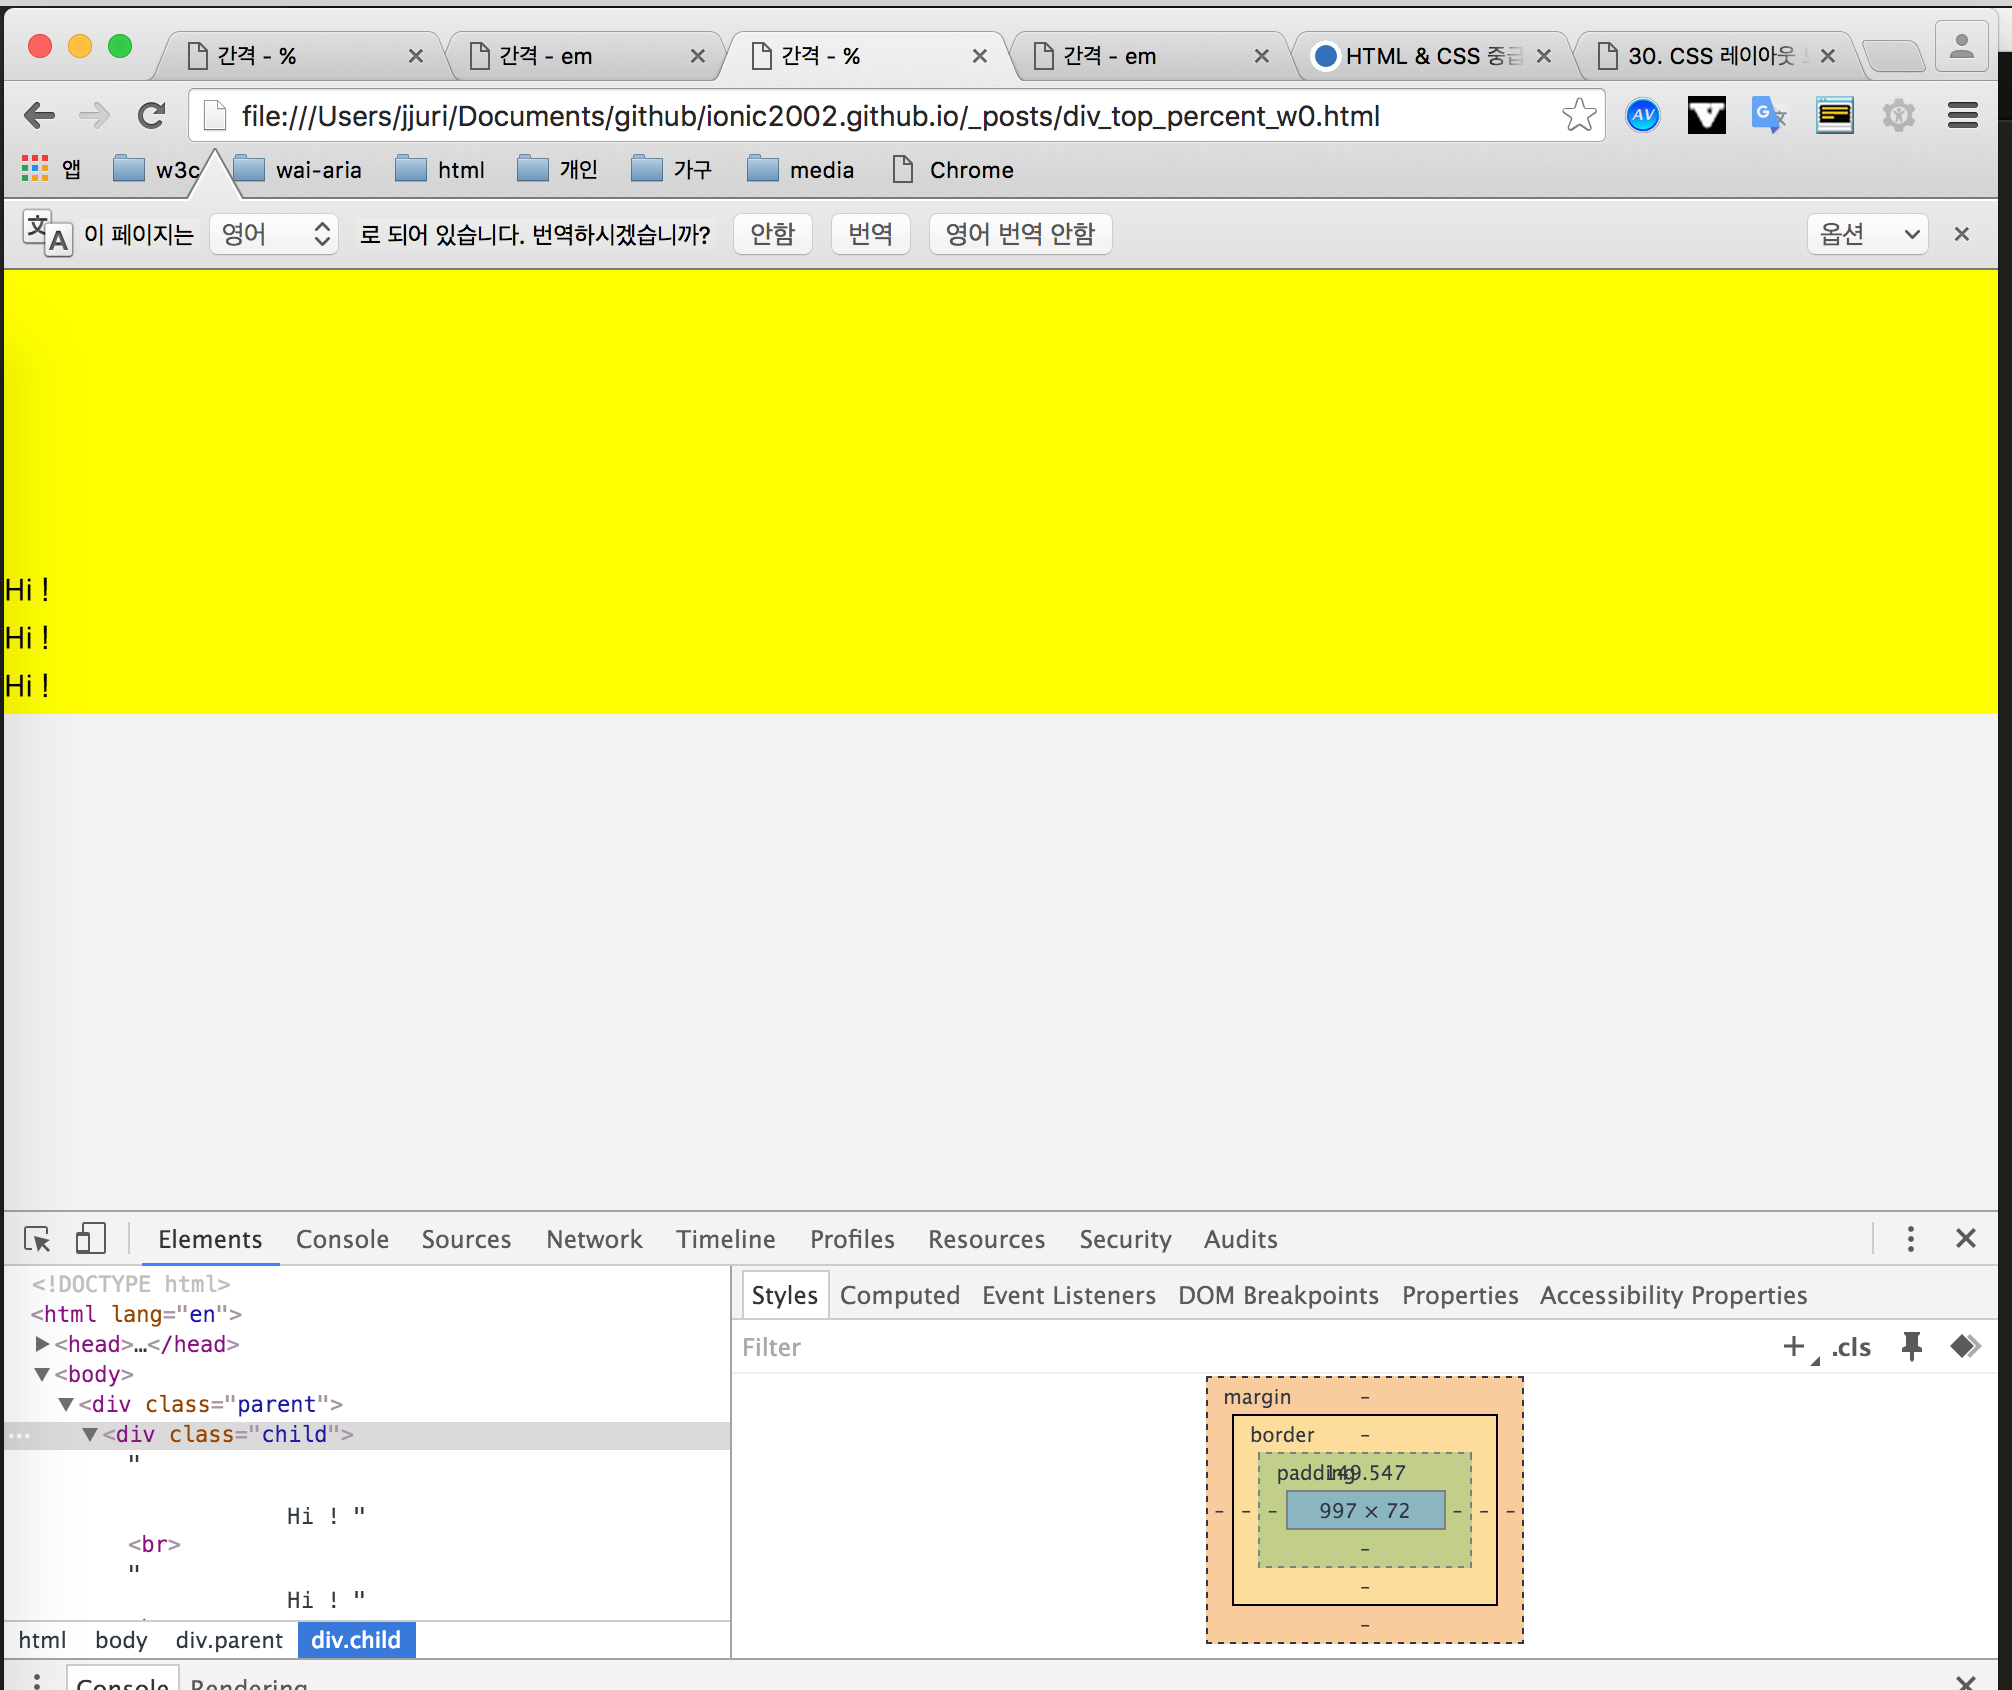 간격 - %
간격 - em
간격 - %
간격 - em
HTML & CSS 중급
30. CSS 레이아웃
file:///Users/jjuri/Documents/github/ionic2002.github.io/_posts/div_top_percent_w0.html
앱 w3c wai-aria html 개인 가구 media Chrome
이 페이지는 영어 로 되어 있습니다. 번역하시겠습니까? 안함 번역 영어 번역 안함 옵션
Hi !
Hi !
Hi !
Elements Console Sources Network Timeline Profiles Resources Security Audits
<!DOCTYPE html>
<html lang="en">
<head>…</head>
<body>
<div class="parent">
<div class="child">
"
Hi ! "
<br>
"
Hi ! "
html body div.parent div.child
Styles Computed Event Listeners DOM Breakpoints Properties Accessibility Properties
Filter
.cls
margin -
border -
padding 149.547
- - - 997 × 72 - - -
-
-
-
Console Rendering